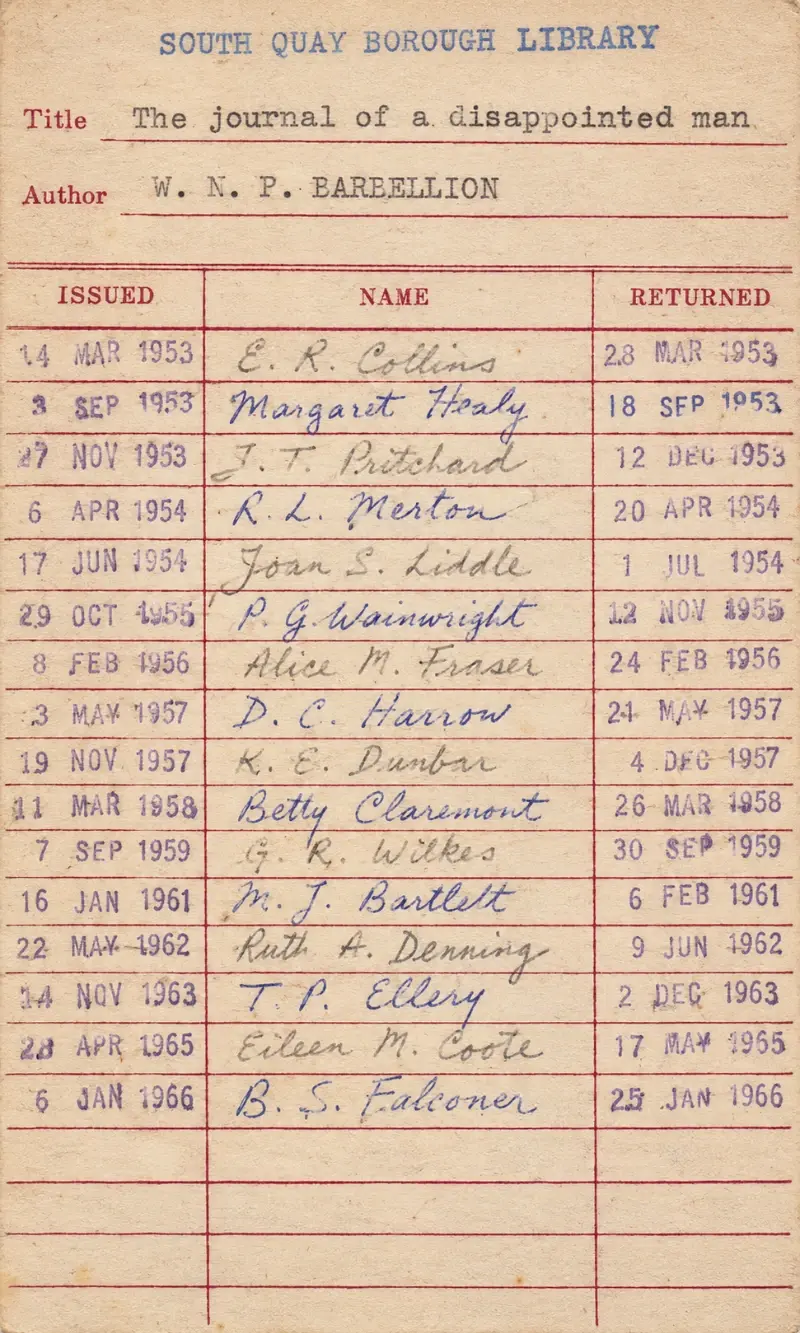 SOUTH QUAY BOROUGH LIBRARY
Title The journal of a disappointed man
Author W. N. P. BARBELLION
ISSUED NAME RETURNED
14 MAR 1953 E. R. Collins 28 MAR 1953
3 SEP 1953 Margaret Healy 18 SEP 1953
27 NOV 1953 J. T. Pritchard 12 DEC 1953
6 APR 1954 R. L. Merton 20 APR 1954
17 JUN 1954 Joan S. Liddle 1 JUL 1954
29 OCT 1955 P. G. Wainwright 12 NOV 1955
8 FEB 1956 Alice M. Fraser 24 FEB 1956
3 MAY 1957 D. C. Harrow 21 MAY 1957
19 NOV 1957 K. E. Dunbar 4 DEC 1957
11 MAR 1958 Betty Claremont 26 MAR 1958
7 SEP 1959 G. R. Wilkes 30 SEP 1959
16 JAN 1961 M. J. Bartlett 6 FEB 1961
22 MAY 1962 Ruth A. Denning 9 JUN 1962
14 NOV 1963 T. P. Ellery 2 DEC 1963
28 APR 1965 Eileen M. Coote 17 MAY 1965
6 JAN 1966 B. S. Falconer 25 JAN 1966